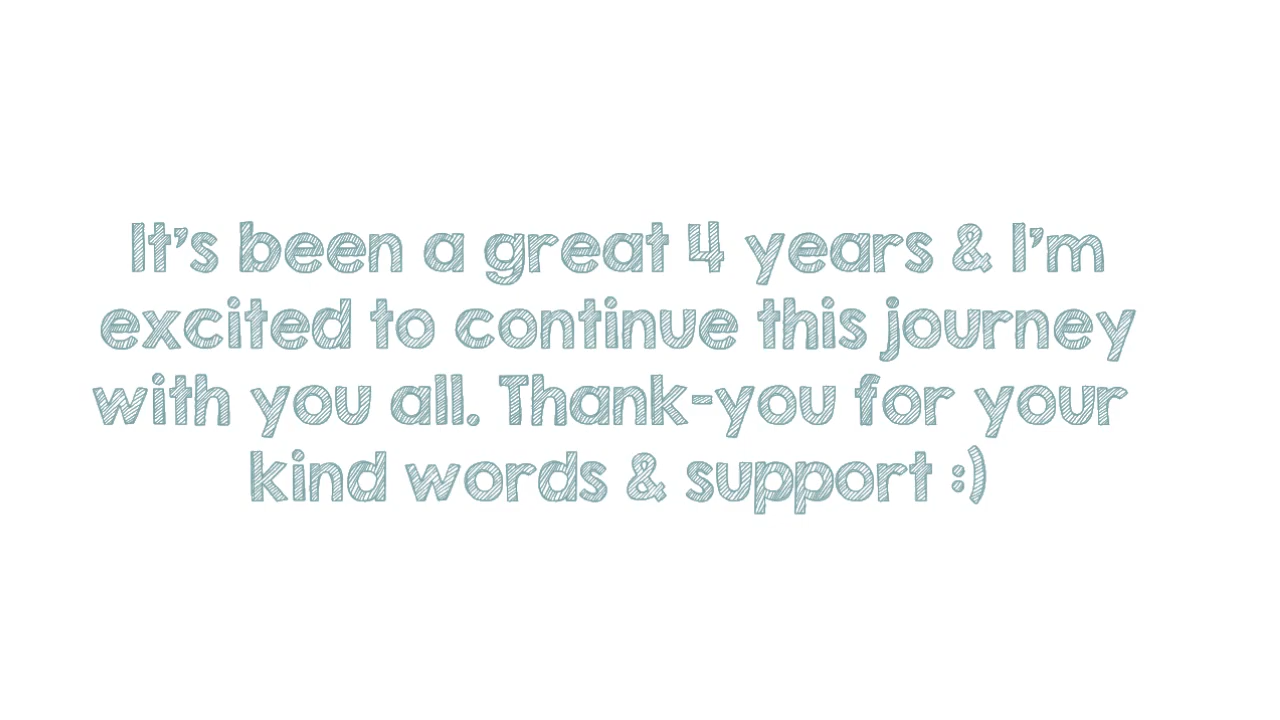 It's been a great 4 years & I'm
excited to continue this journey
with you all. Thank-you for your
kind words & support :)